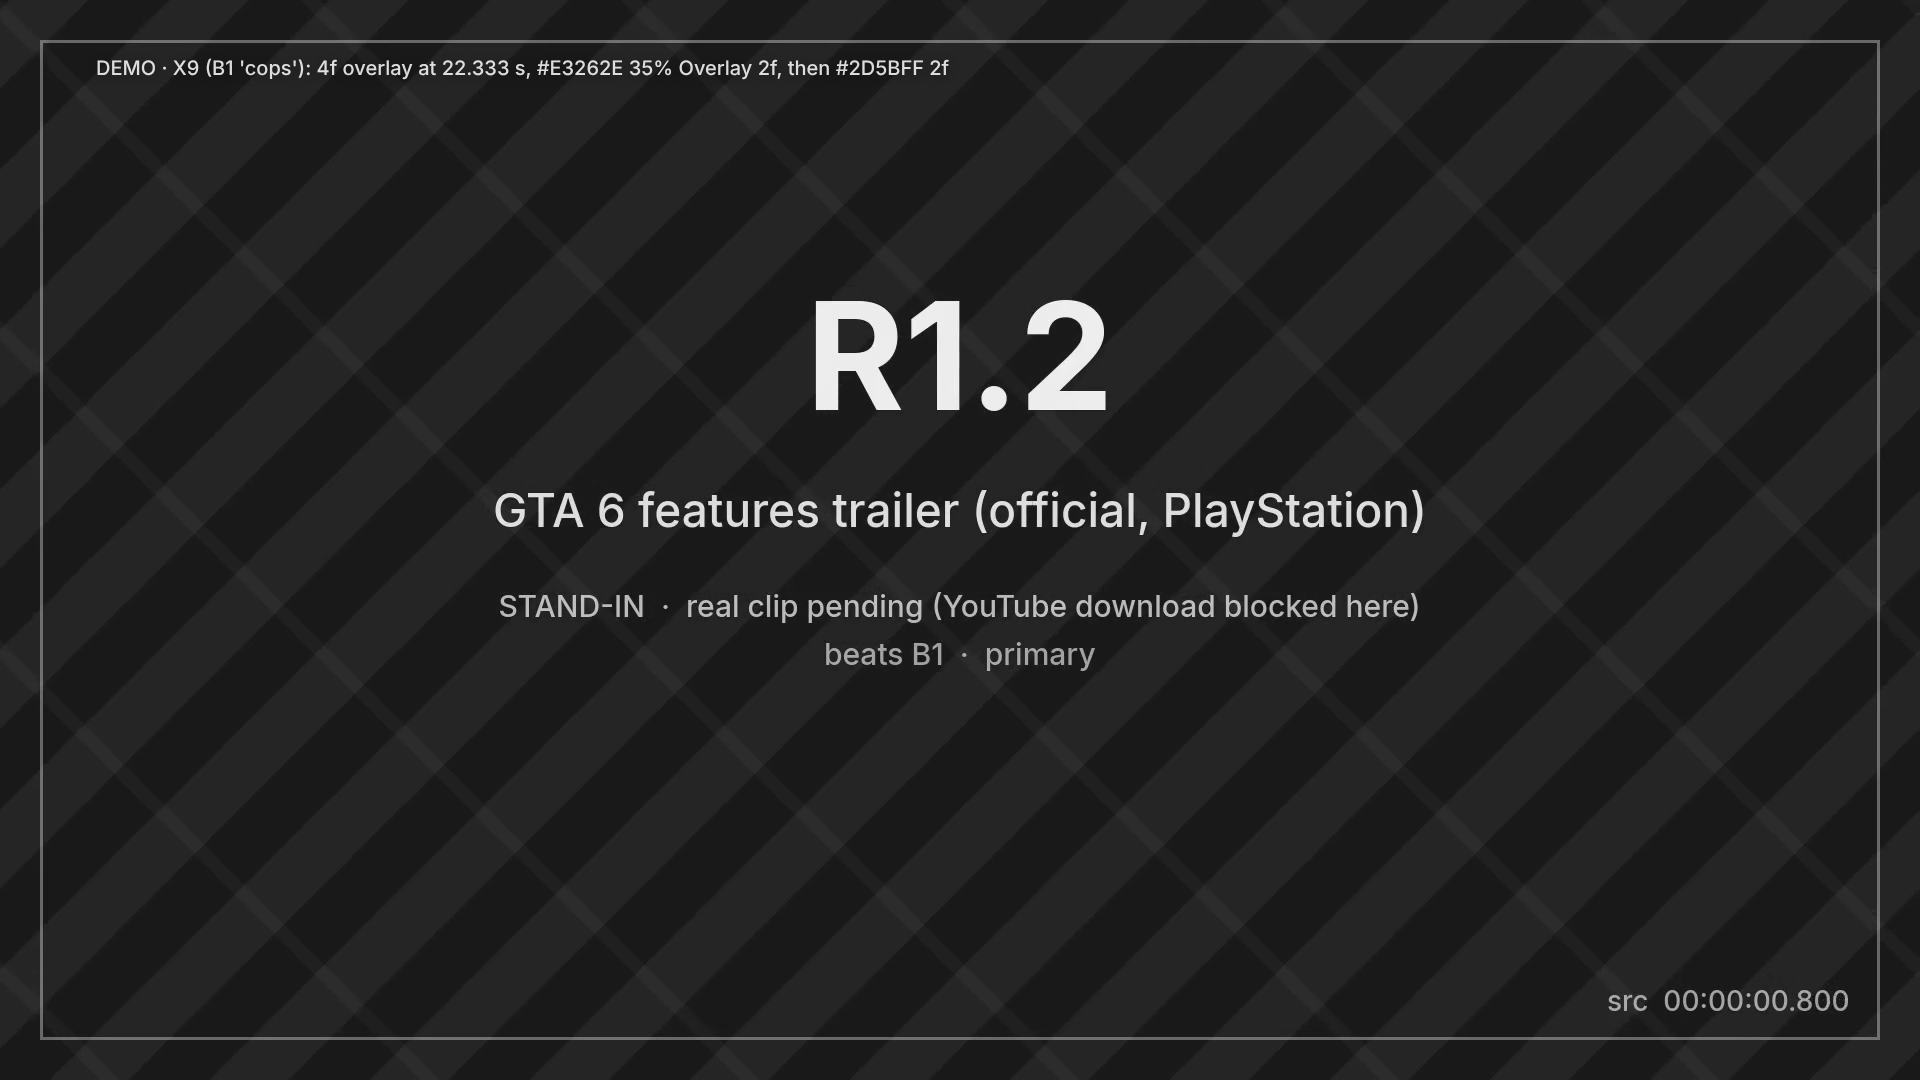 DEMO · X9 (B1 'cops'): 4f overlay at 22.333 s, #E3262E 35% Overlay 2f, then #2D5BFF 2f
R1.2
GTA 6 features trailer (official, PlayStation)
STAND-IN · real clip pending (YouTube download blocked here)
beats B1 · primary
src 00:00:00.800